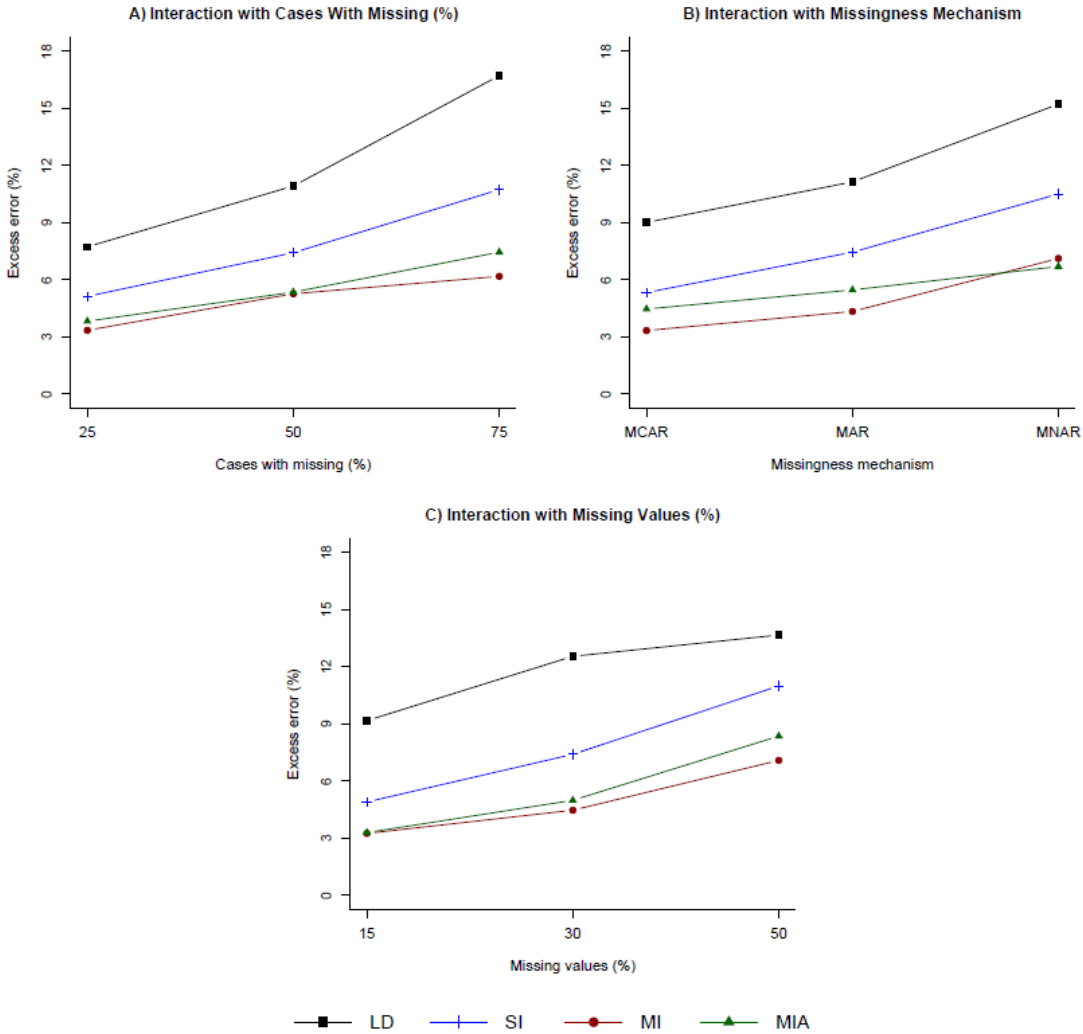 A) Interaction with Cases With Missing (%)
Excess error (%)
18
15
12
9
6
3
0
25 50 75
Cases with missing (%)
B) Interaction with Missingness Mechanism
Excess error (%)
18
15
12
9
6
3
0
MCAR MAR MNAR
Missingness mechanism
C) Interaction with Missing Values (%)
Excess error (%)
18
15
12
9
6
3
0
15 30 50
Missing values (%)
LD SI MI MIA